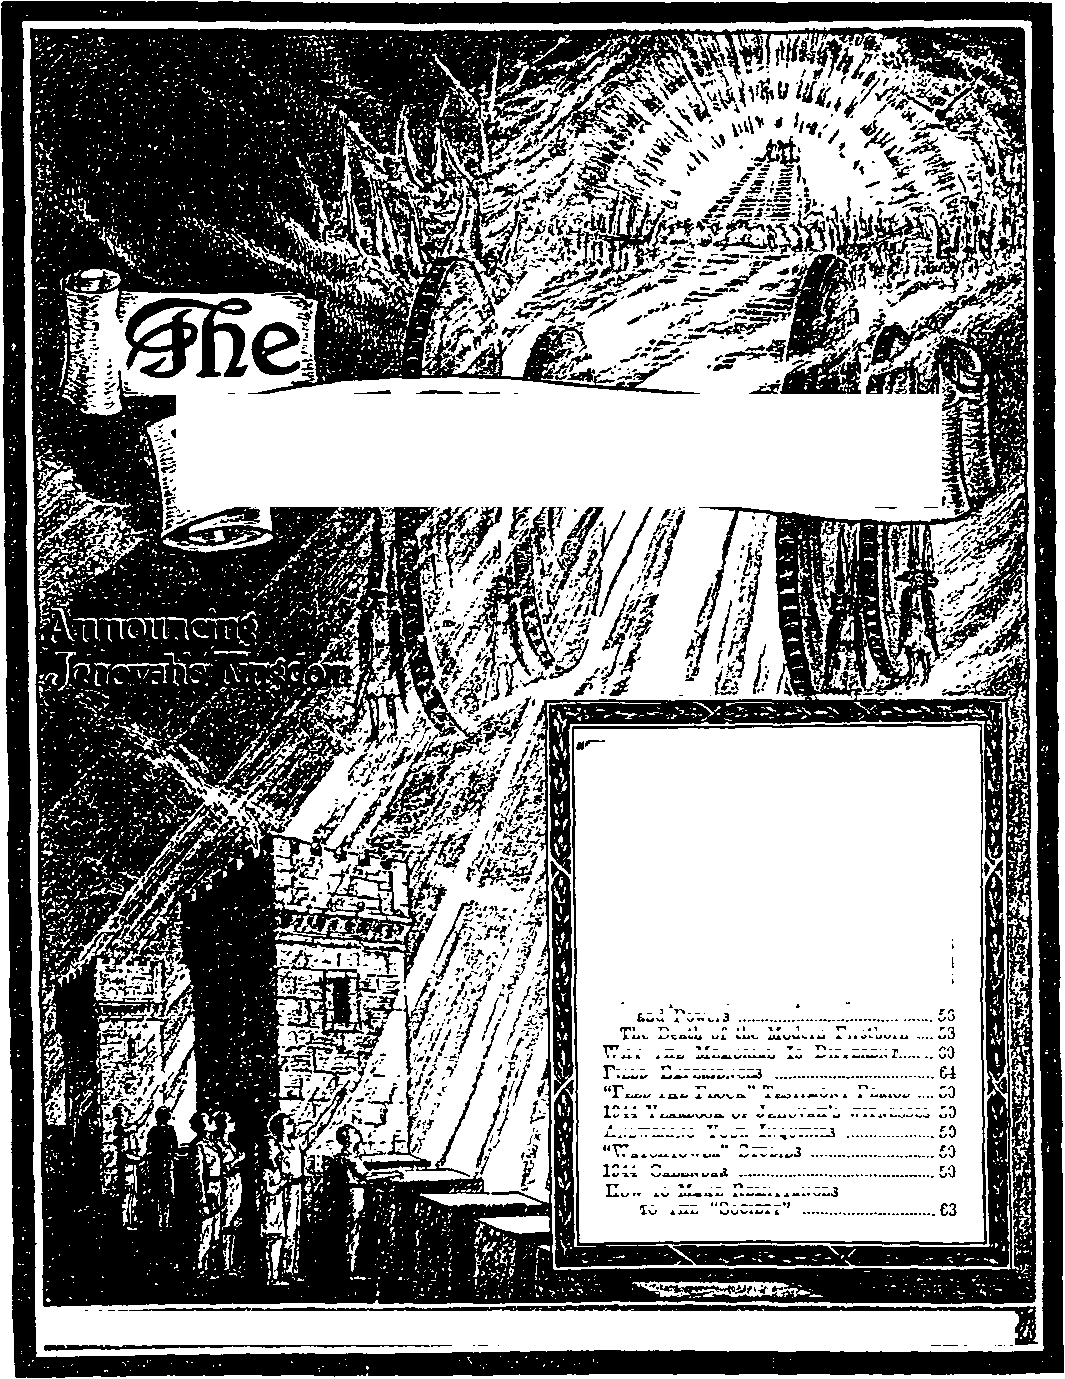 The
Announcing
Jehovah's Kingdom
and Powers ........ 56
The Death of the Modern Firstborn .... 58
WHY THE MEMORIAL IS DIFFERENT...... 60
FIELD EXPERIENCES ........ 64
"FEED THE FLOCK" TESTIMONY PERIOD .... 50
1944 YEARBOOK OF JEHOVAH'S WITNESSES 50
ANSWERING YOUR INQUIRIES ........ 50
"WATCHTOWER" STUDIES ........ 50
1944 CALENDAR ........ 50
HOW TO MAKE REMITTANCES
TO THE "SOCIETY" ........ 63